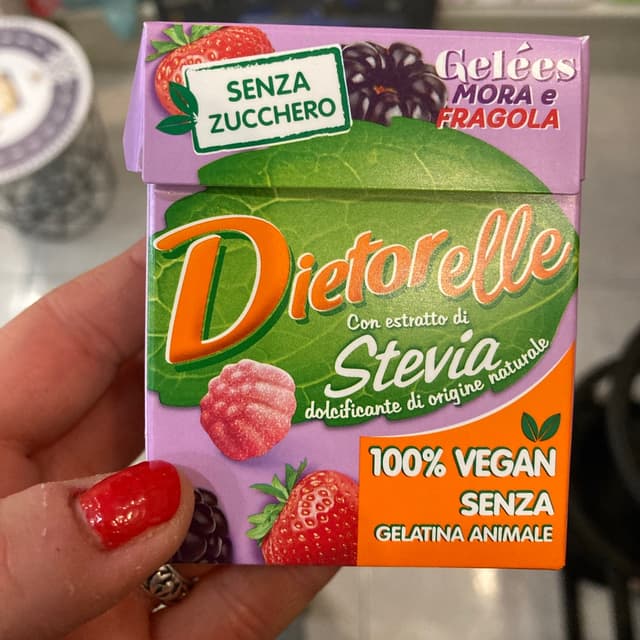 SENZA
ZUCCHERO
Gelées
MORA e
FRAGOLA
Dietorelle
Con estratto di
Stevia
dolcificante di origine naturale
100% VEGAN
SENZA
GELATINA ANIMALE